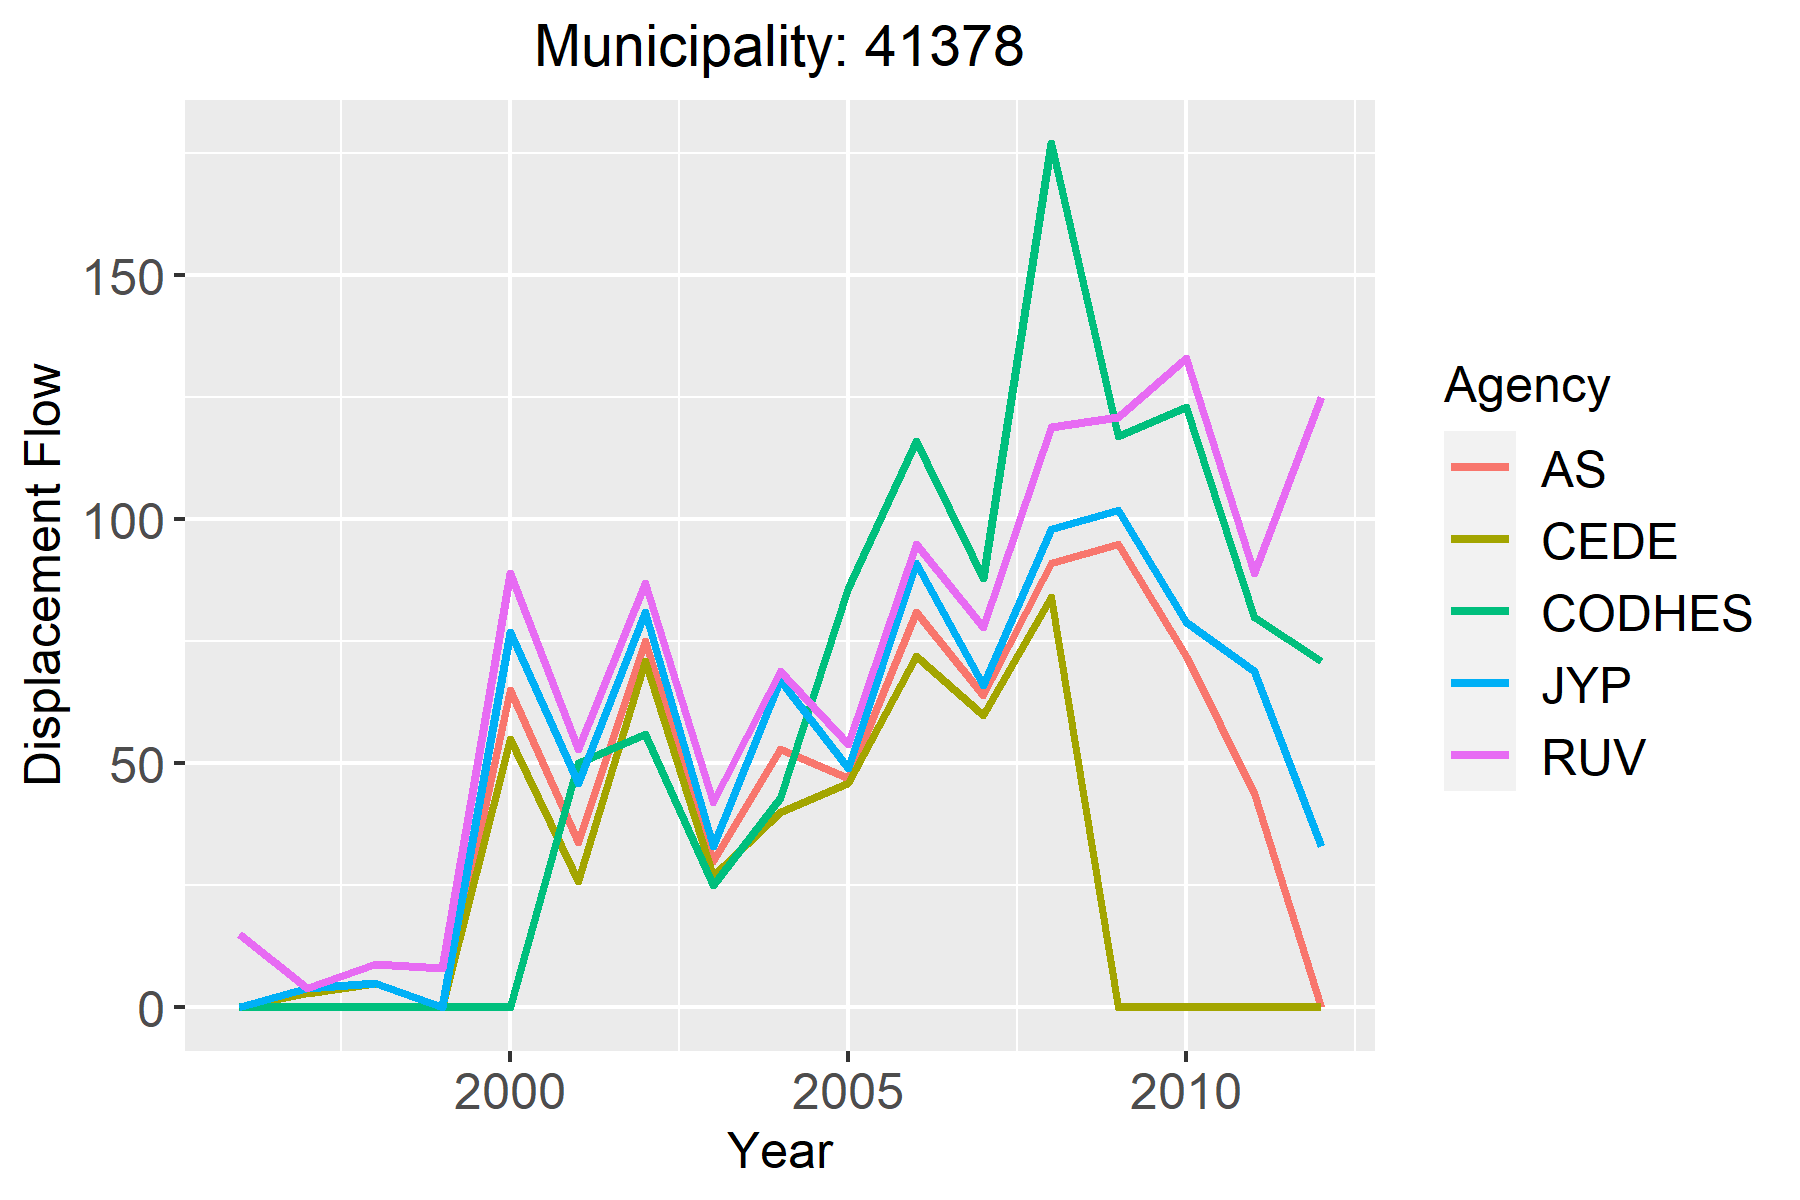 Municipality: 41378
Displacement Flow
150
100
50
0
2000 2005 2010
Year
Agency
AS
CEDE
CODHES
JYP
RUV